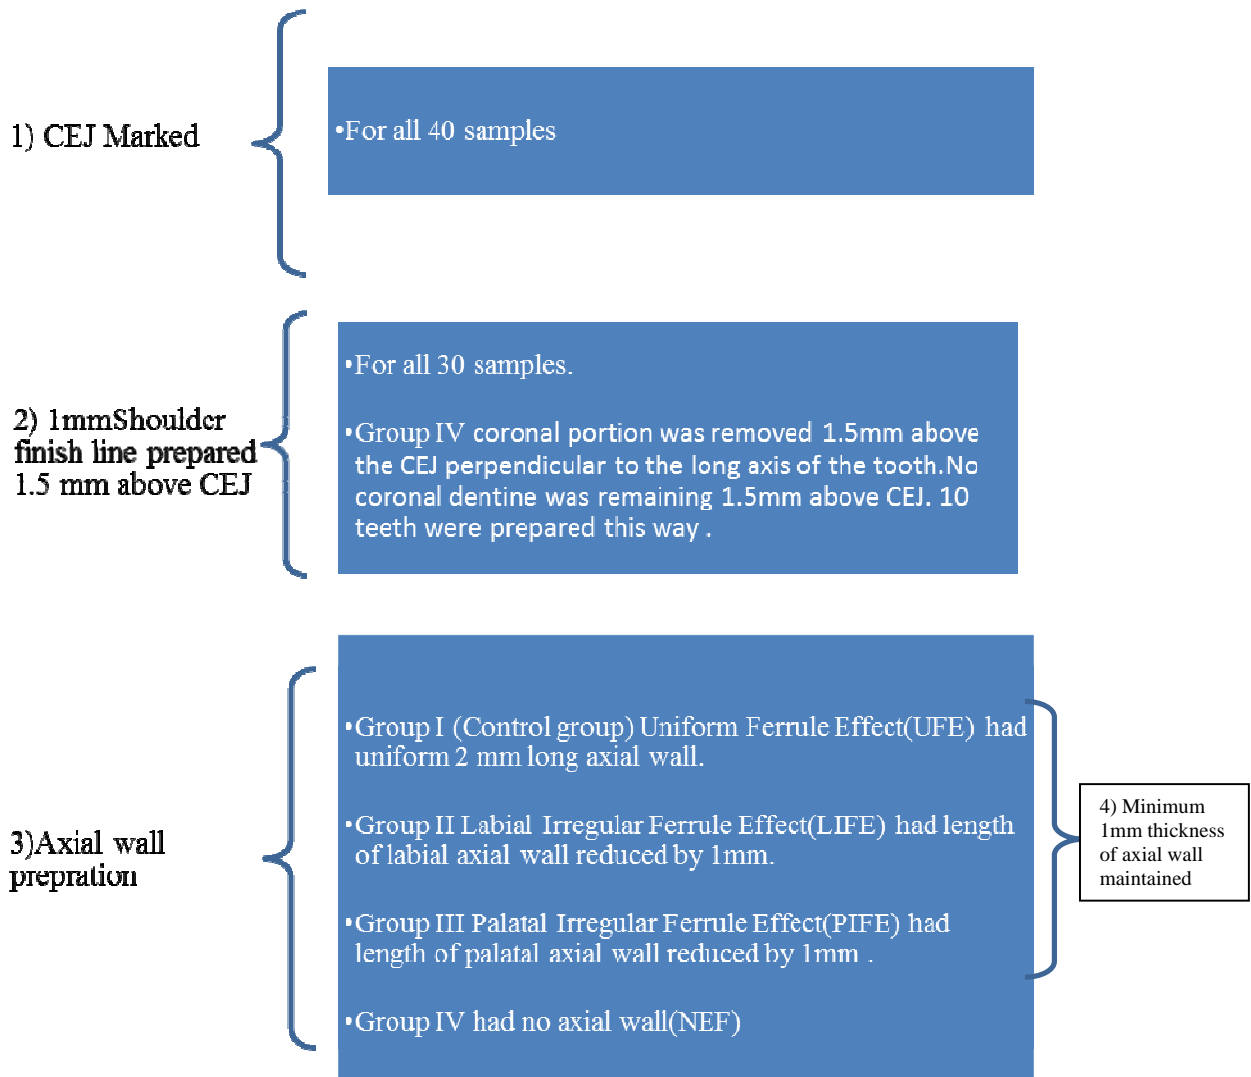 1) CEJ Marked
•For all 40 samples
2) 1mmShoulder
finish line prepared
1.5 mm above CEJ
•For all 30 samples.
•Group IV coronal portion was removed 1.5mm above
the CEJ perpendicular to the long axis of the tooth.No
coronal dentine was remaining 1.5mm above CEJ. 10
teeth were prepared this way .
3)Axial wall
prepration
•Group I (Control group) Uniform Ferrule Effect(UFE) had
uniform 2 mm long axial wall.
•Group II Labial Irregular Ferrule Effect(LIFE) had length
of labial axial wall reduced by 1mm.
•Group III Palatal Irregular Ferrule Effect(PIFE) had
length of palatal axial wall reduced by 1mm .
•Group IV had no axial wall(NEF)
4) Minimum
1mm thickness
of axial wall
maintained